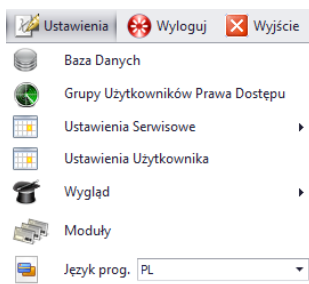 Ustawienia Wyloguj Wyjście
Baza Danych
Grupy Użytkowników Prawa Dostępu
Ustawienia Serwisowe
Ustawienia Użytkownika
Wygląd
Moduły
Język prog. PL